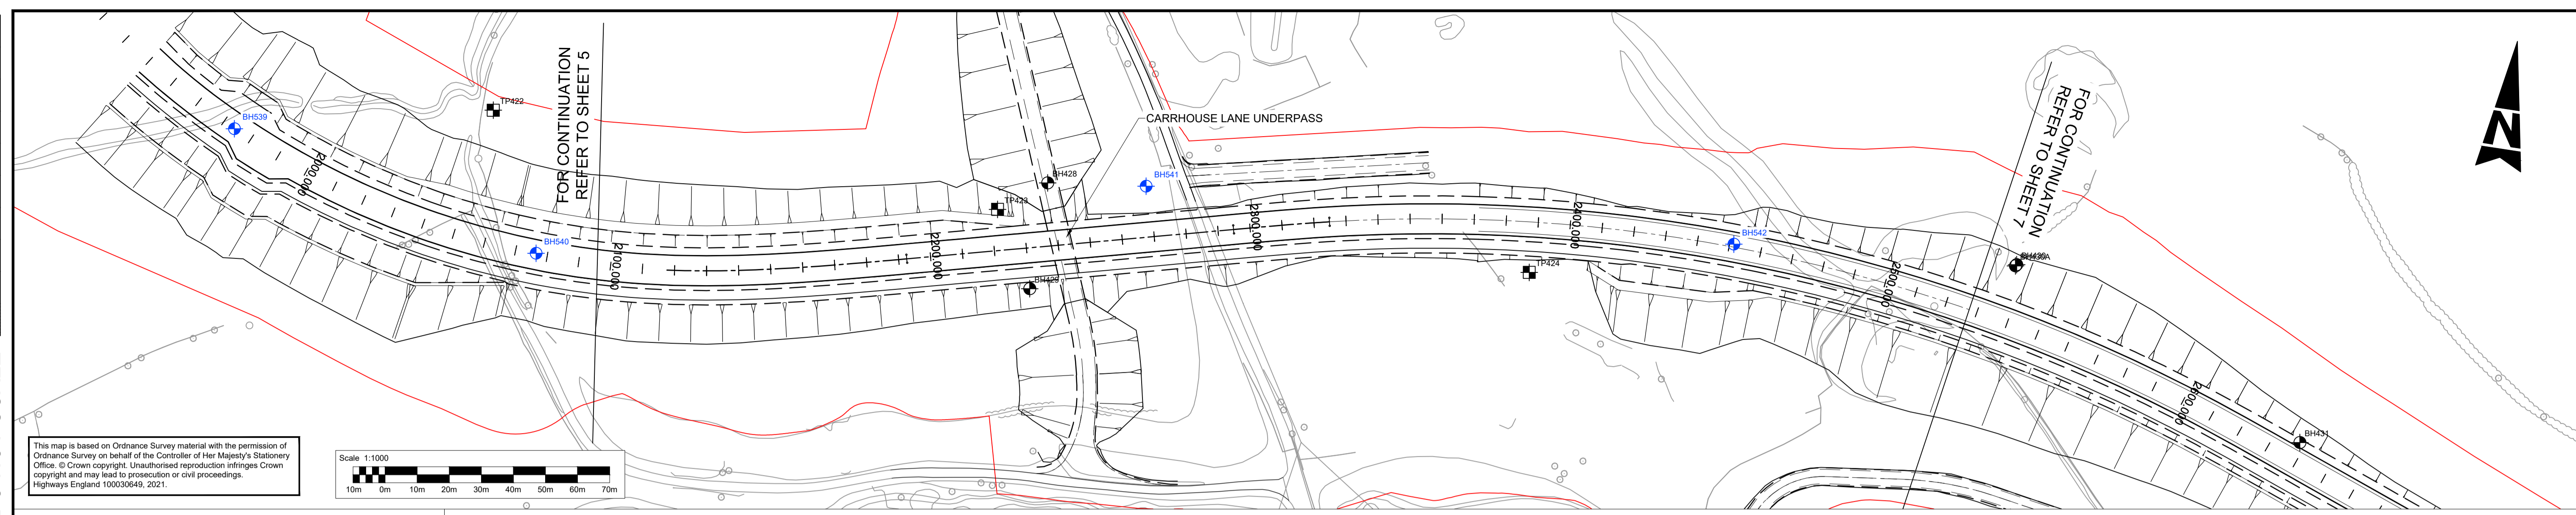 TP422
BH539
FOR CONTINUATION
REFER TO SHEET 5
2000.000
BH540
2100.000
CARRHOUSE LANE UNDERPASS
BH428
BH541
TP423
2200.000
BH429
2300.000
2400.000
TP424
BH542
2500.000
FOR CONTINUATION
REFER TO SHEET 7
2600.000
BH431
N
This map is based on Ordnance Survey material with the permission of
Ordnance Survey on behalf of the Controller of Her Majesty's Stationery
Office. © Crown copyright. Unauthorised reproduction infringes Crown
copyright and may lead to prosecution or civil proceedings.
Highways England 100030649, 2021.
Scale 1:1000
10m 0m 10m 20m 30m 40m 50m 60m 70m